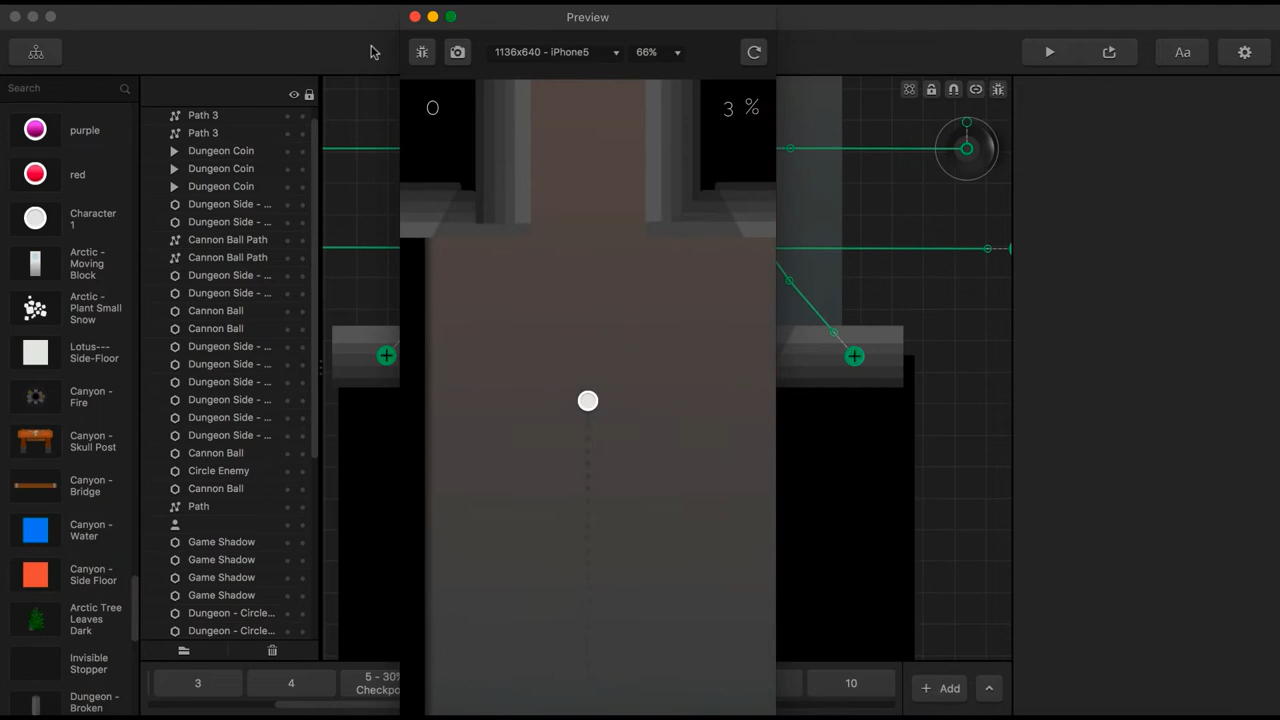 Preview
1136x640 - iPhone5
66%
Aa
Search
purple
red
Character
1
Arctic -
Moving
Block
Arctic -
Plant Small
Snow
Lotus---
Side-Floor
Canyon -
Fire
Canyon -
Skull Post
Canyon -
Bridge
Canyon -
Water
Canyon -
Side Floor
Arctic Tree
Leaves
Dark
Invisible
Stopper
Dungeon -
Broken
Path 3
Path 3
Dungeon Coin
Dungeon Coin
Dungeon Coin
Dungeon Side - ...
Dungeon Side - ...
Cannon Ball Path
Cannon Ball Path
Dungeon Side - ...
Dungeon Side - ...
Cannon Ball
Cannon Ball
Dungeon Side - ...
Dungeon Side - ...
Dungeon Side - ...
Dungeon Side - ...
Dungeon Side - ...
Dungeon Side - ...
Cannon Ball
Circle Enemy
Cannon Ball
Path
Game Shadow
Game Shadow
Game Shadow
Game Shadow
Dungeon - Circle...
Dungeon - Circle...
0
3 %
3
4
5 - 30%
Checkpo
10
+ Add